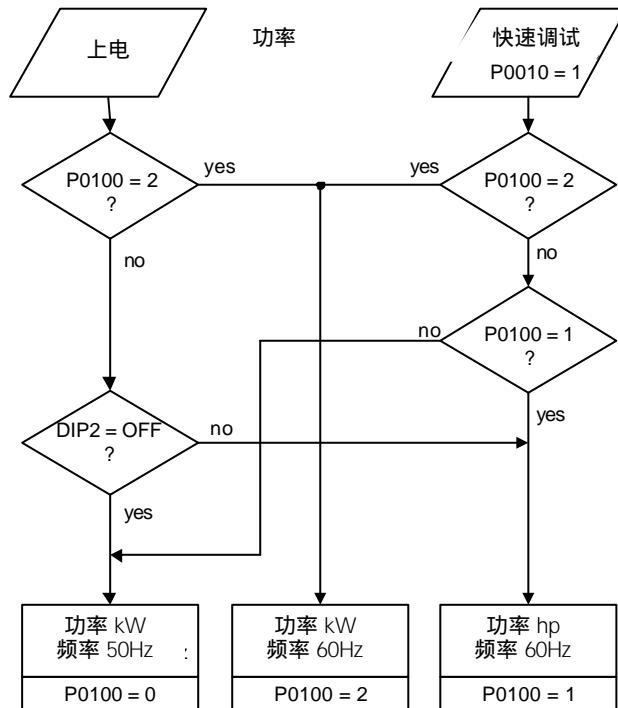 上电
功率
快速调试
P0010 = 1
P0100 = 2
?
yes
yes
P0100 = 2
?
no
no
no
P0100 = 1
?
DIP2 = OFF
?
no
yes
yes
功率 kW
频率 50Hz :
P0100 = 0
功率 kW
频率 60Hz
P0100 = 2
功率 hp
频率 60Hz
P0100 = 1